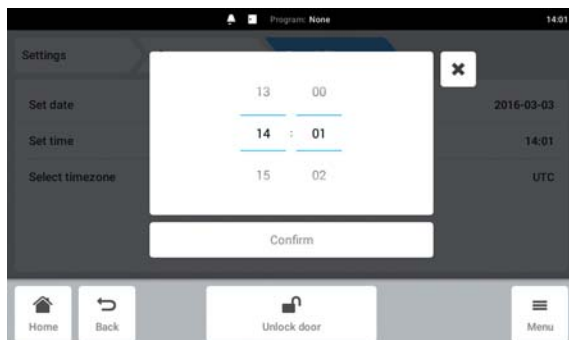 Program: None
14:01
Settings
Set date
2016-03-03
Set time
14:01
Select timezone
UTC
13 00
14 : 01
15 02
Confirm
Home
Back
Unlock door
Menu